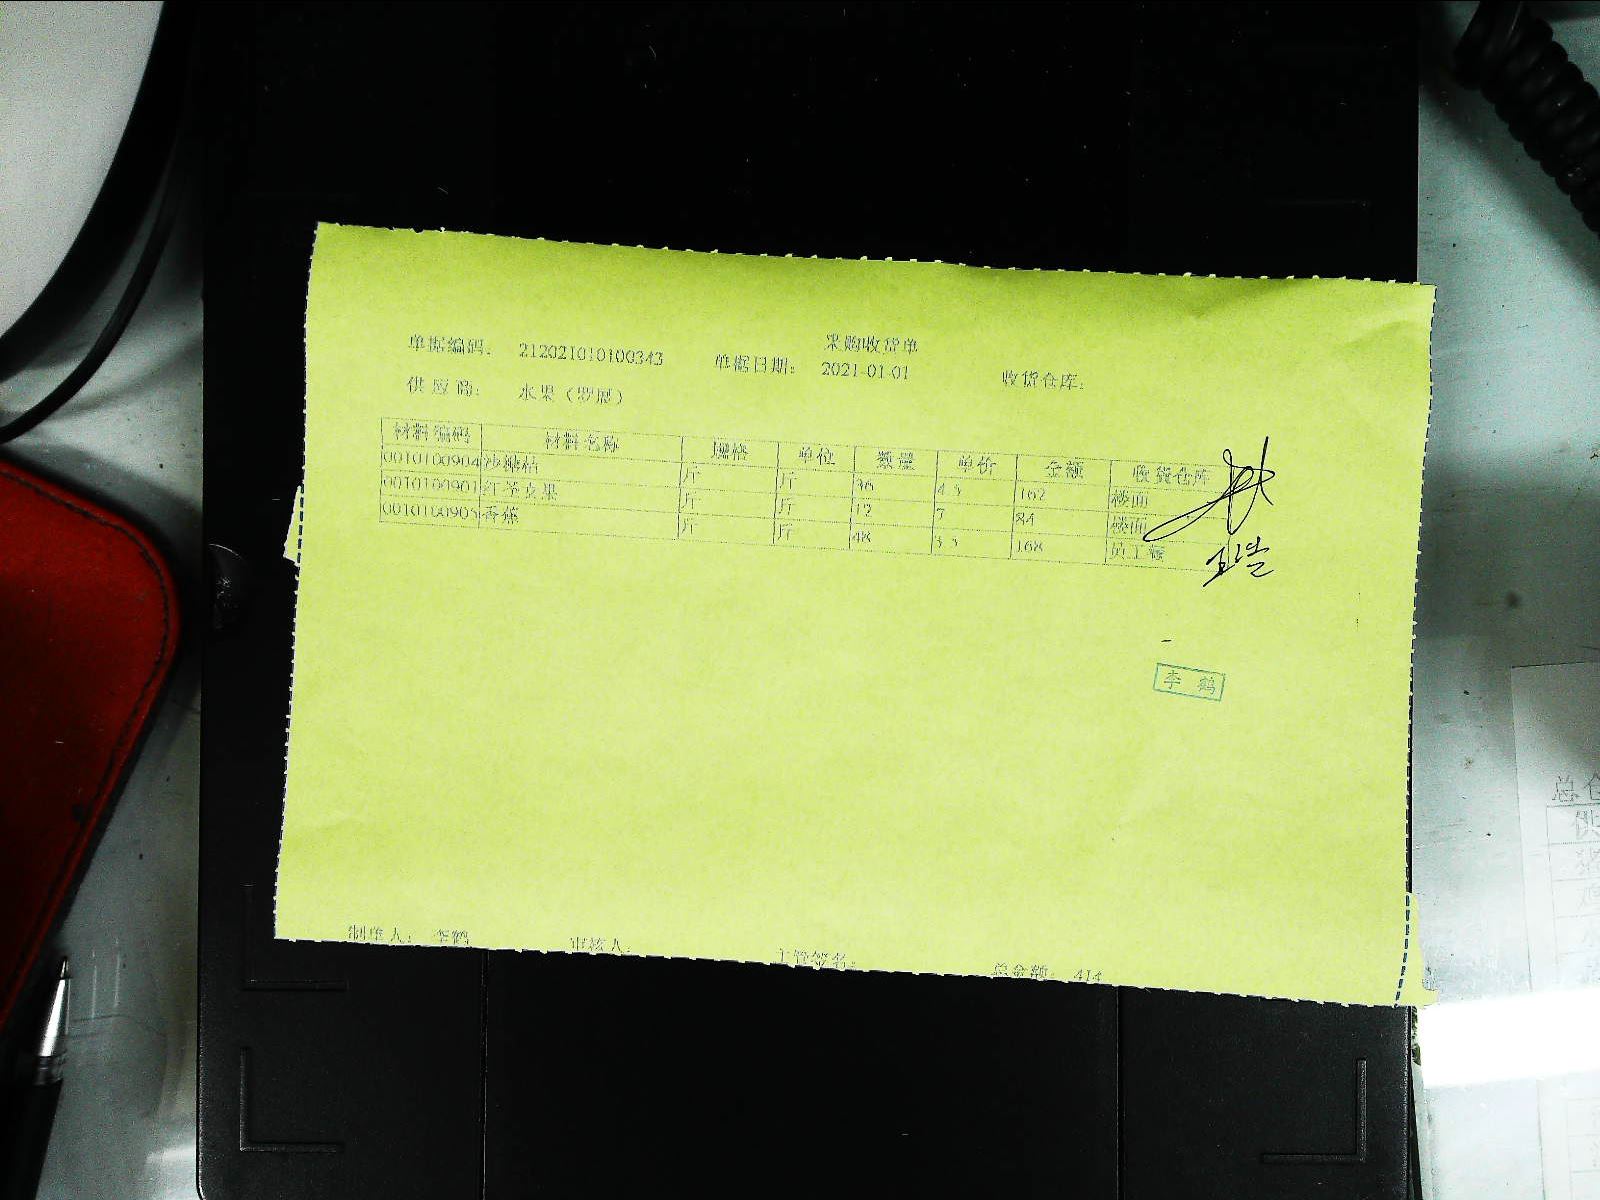 采购收货单
单据编码: 212021010100343 单据日期: 2021-01-01 收货仓库:
供应商: 水果（罗展）
材料编码 材料名称 规格 单位 数量 单价 金额 收货仓库
0010100904 沙糖桔 斤 斤 36 4.5 162 楼面
0010100901 红苹果 斤 斤 12 7 84 楼面
0010100905 香蕉 斤 斤 48 3.5 168 员工餐
李鹤
制单人: 李鹤 审核人: 主管签名: 总金额: 414
总仓
供